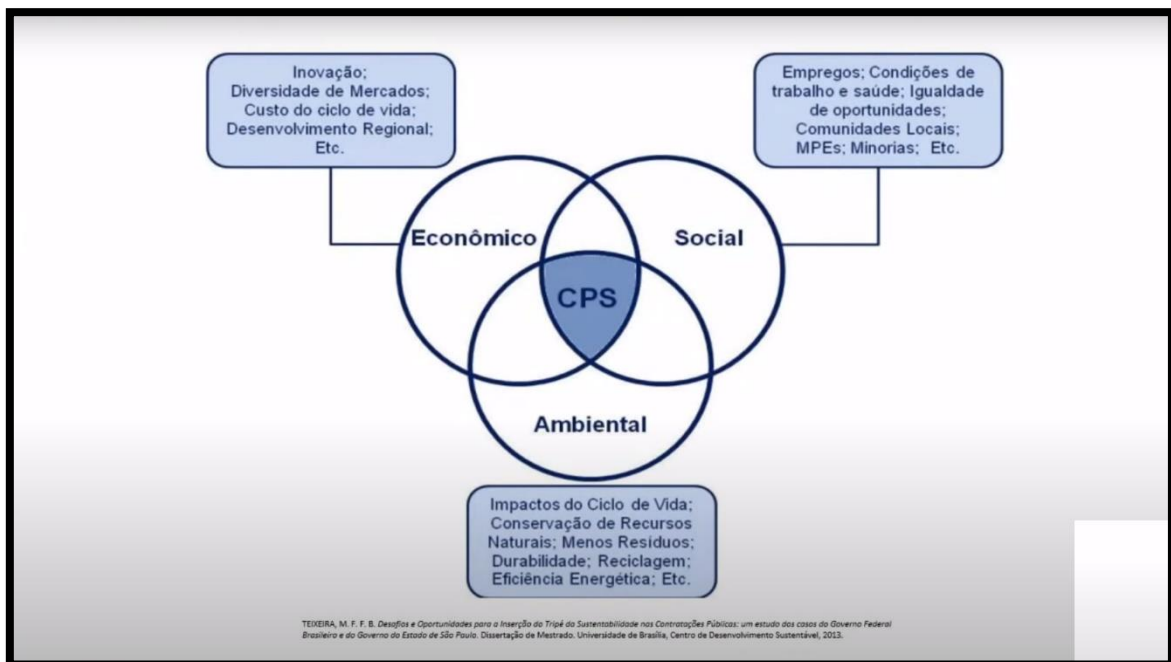 Inovação;
Diversidade de Mercados;
Custo do ciclo de vida;
Desenvolvimento Regional;
Etc.
Empregos; Condições de
trabalho e saúde; Igualdade
de oportunidades;
Comunidades Locais;
MPEs; Minorias; Etc.
Econômico
Social
CPS
Ambiental
Impactos do Ciclo de Vida;
Conservação de Recursos
Naturais; Menos Resíduos;
Durabilidade; Reciclagem;
Eficiência Energética; Etc.
TEIXEIRA, M. F. F. B. Desafios e Oportunidades para a Inserção do Tripé da Sustentabilidade nas Contratações Públicas: um estudo dos casos do Governo Federal
Brasileiro e do Governo do Estado de São Paulo. Dissertação de Mestrado. Universidade de Brasília, Centro de Desenvolvimento Sustentável, 2013.